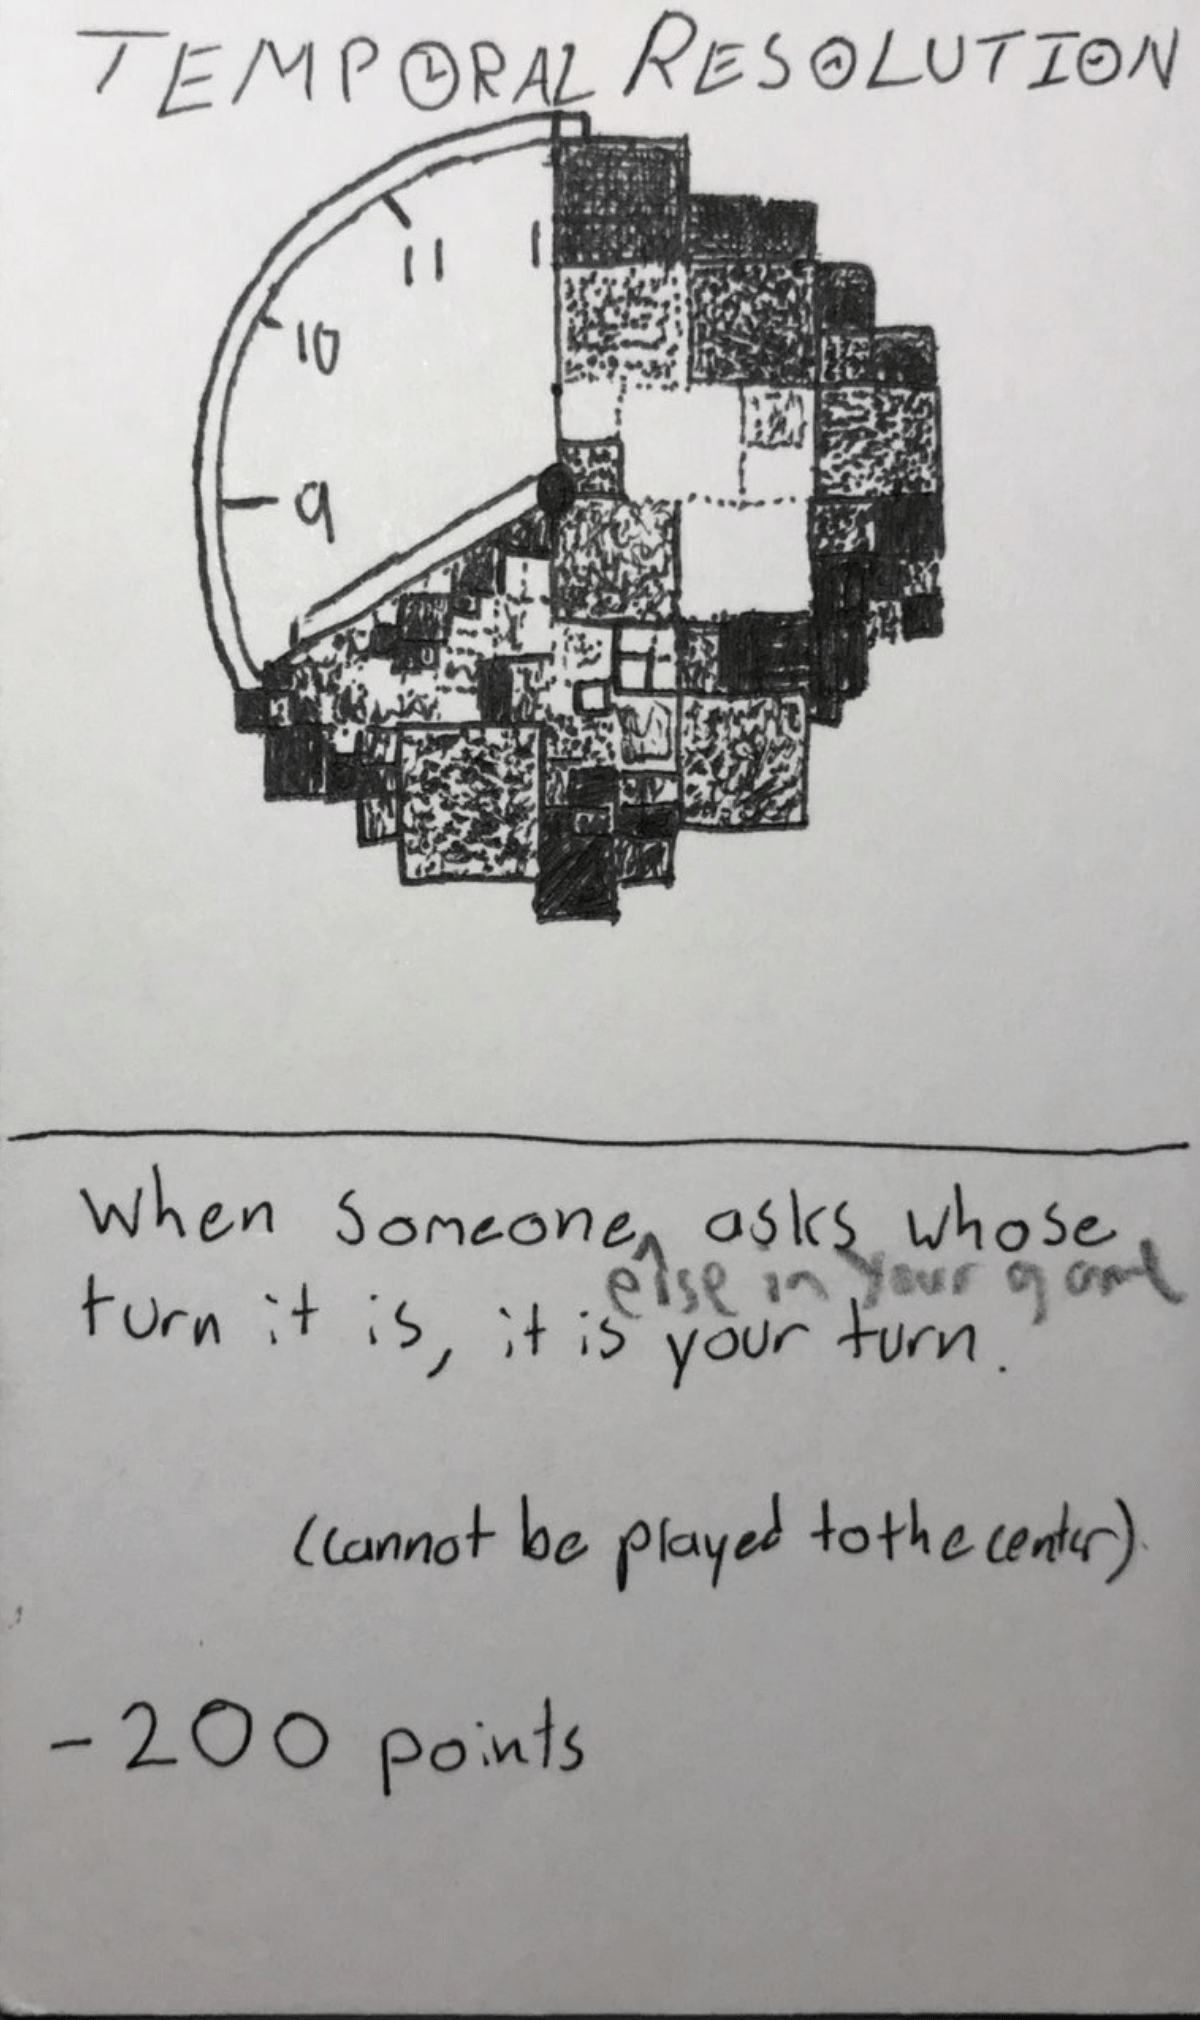 TEMPORAL RESOLUTION
11
1
10
9
When someone^ asks whose
else in your game
turn it is, it is your turn.
(cannot be played to the center).
-200 points